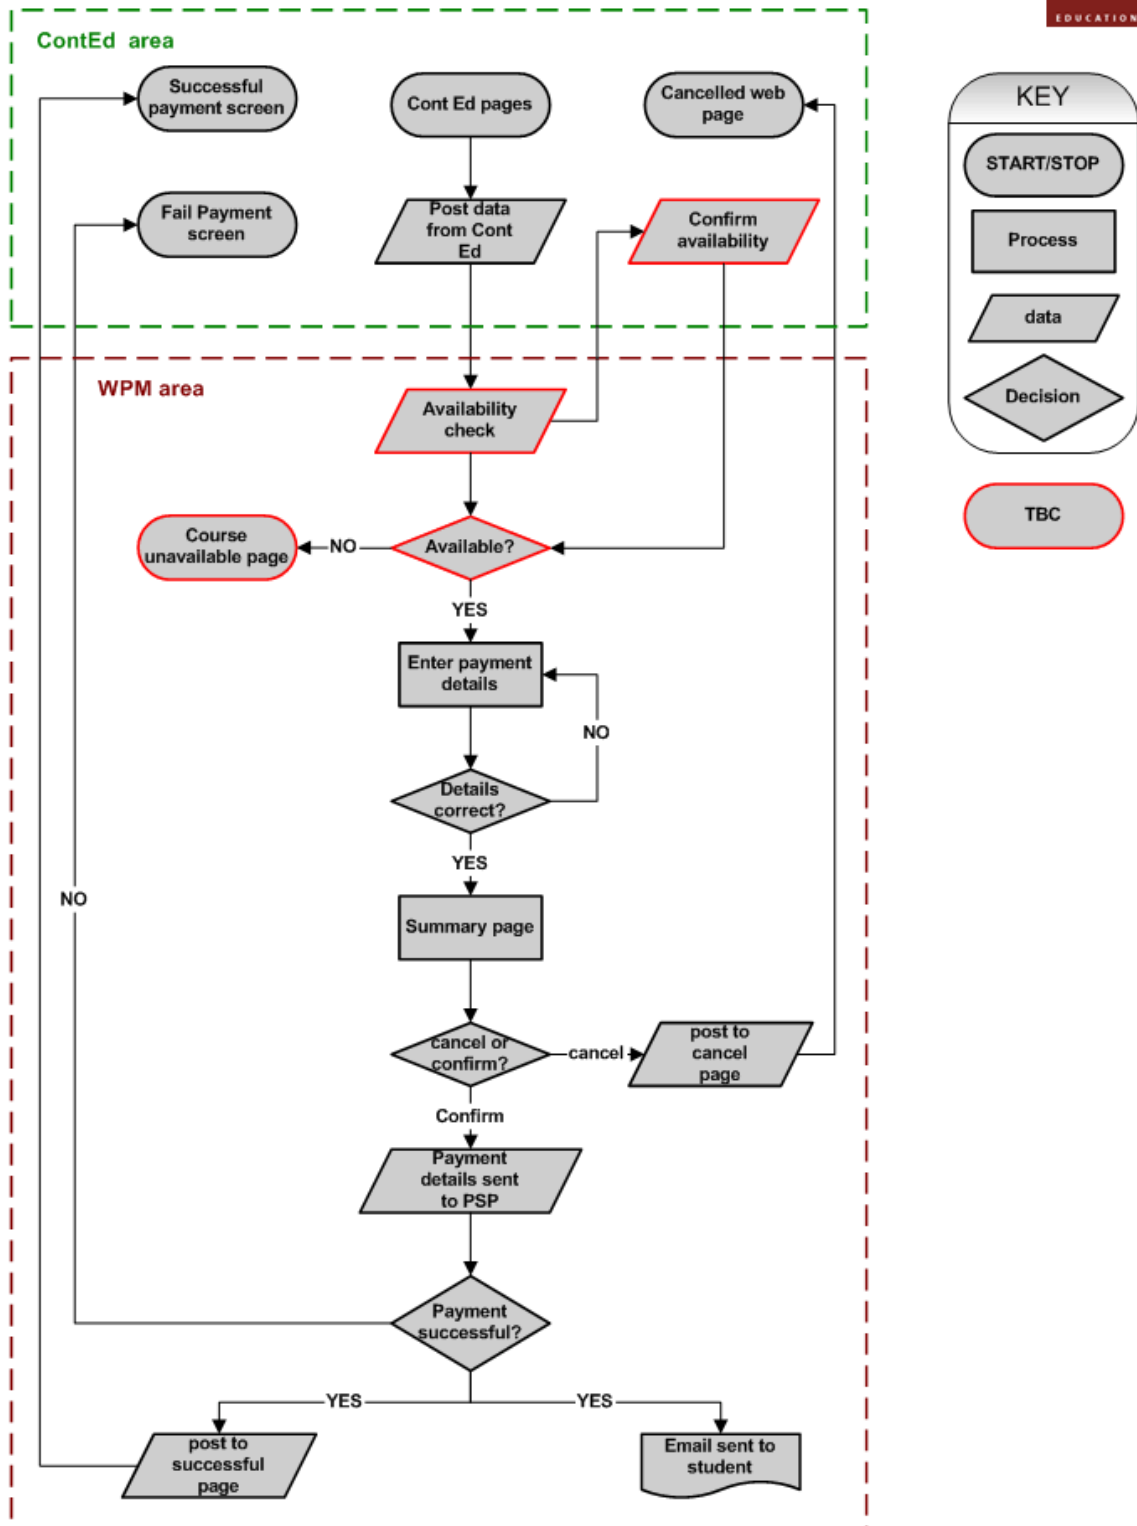 EDUCATION
ContEd area
Successful
payment screen
Cont Ed pages
Cancelled web
page
Fail Payment
screen
Post data
from Cont
Ed
Confirm
availability
KEY
START/STOP
Process
data
Decision
TBC
WPM area
Availability
check
Course
unavailable page
NO
Available?
YES
Enter payment
details
NO
Details
correct?
YES
NO
Summary page
cancel or
confirm?
cancel
post to
cancel
page
Confirm
Payment
details sent
to PSP
Payment
successful?
YES
YES
post to
successful
page
Email sent to
student